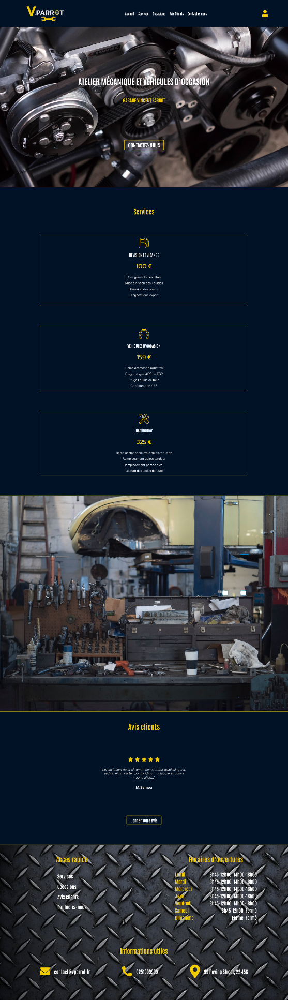 V.PARROT
Accueil Services Occasions Avis Clients Contactez-nous
ATELIER MÉCANIQUE ET VÉHICULES D'OCCASION
GARAGE VINCENT PARROT
CONTACTEZ-NOUS
Services
REVISION ET VIDANGE
100 €
Changements des filtres
Mise à niveau des liquides
Pression des pneus
Diagnostique expert
VEHICULES D'OCCASION
159 €
Remplacement plaquettes
Diagnostique ABS ou ESP
Pruge liquide de frein
Configuration ABS
Distribution
325 €
Remplacement courroie de distribution
Remplacement galets tendeur
Remplacement pompe à eau
Lecture des codes défauts
Avis clients
"Lorem ipsum dolor sit amet, consectetur adipiscing elit,
sed do eiusmod tempor incididunt ut labore et dolore
magna aliqua."
M.Samoa
Donner votre avis
Acces rapide
Services
Occasions
Avis clients
Contactez-nous
Horaires d'ouvertures
Lundi 8h45-12h00 14h00-18h00
Mardi 8h45-12h00 14h00-18h00
Mercredi 8h45-12h00 14h00-18h00
Jeudi 8h45-12h00 14h00-18h00
Vendredi 8h45-12h00 14h00-18h00
Samedi 8h45-12h00 Fermé
Dimanche Fermé Fermé
Informations utiles
contact@vparrot.fr
0251999999
99 Roving Street, 22 456